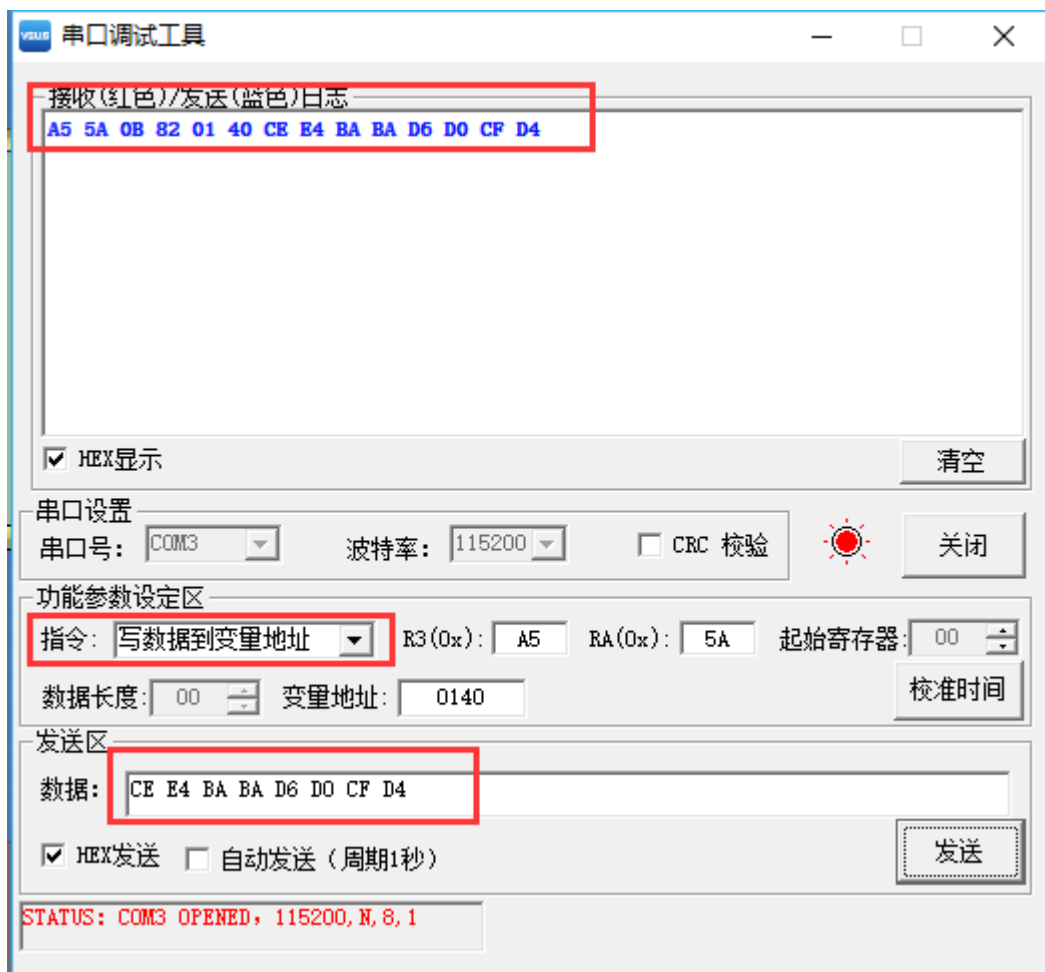 VGUS 串口调试工具
接收(红色)/发送(蓝色)日志
A5 5A 0B 82 01 40 CE E4 BA BA D6 D0 CF D4
HEX显示
清空
串口设置
串口号: COM3 波特率: 115200 CRC 校验 关闭
功能参数设定区
指令: 写数据到变量地址 R3(0x): A5 RA(0x): 5A 起始寄存器: 00
数据长度: 00 变量地址: 0140 校准时间
发送区
数据: CE E4 BA BA D6 D0 CF D4
HEX发送 自动发送(周期1秒) 发送
STATUS: COM3 OPENED, 115200,N,8,1